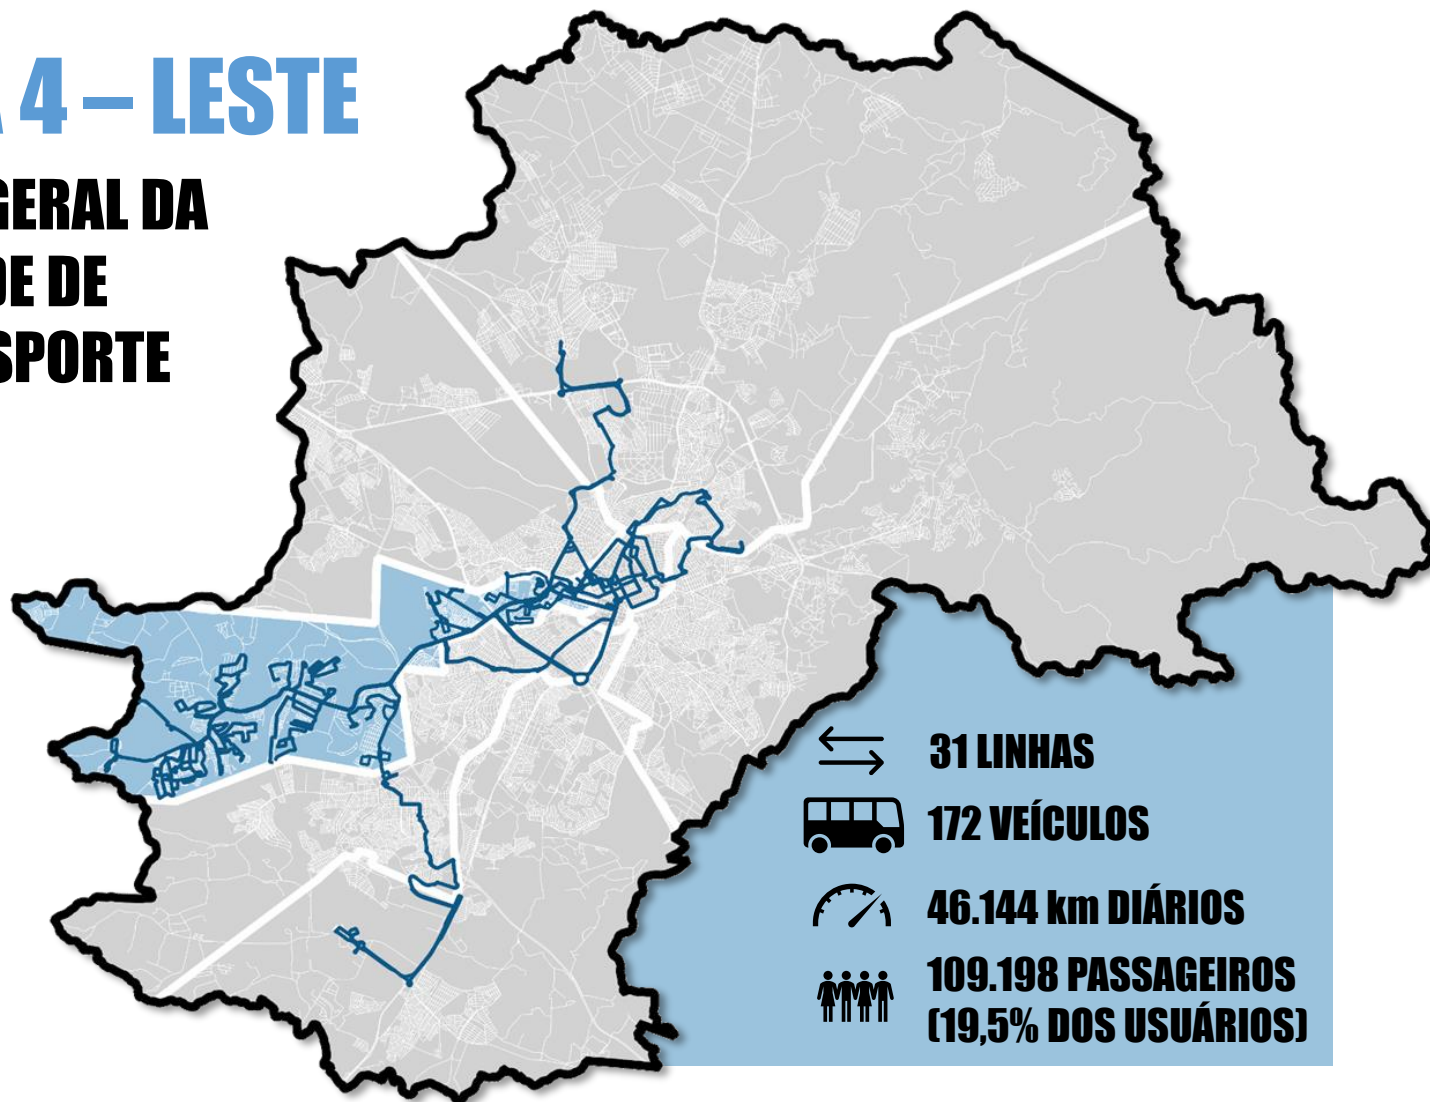 A 4 – LESTE
GERAL DA
DE DE
SPORTE
31 LINHAS
172 VEÍCULOS
46.144 km DIÁRIOS
109.198 PASSAGEIROS
(19,5% DOS USUÁRIOS)